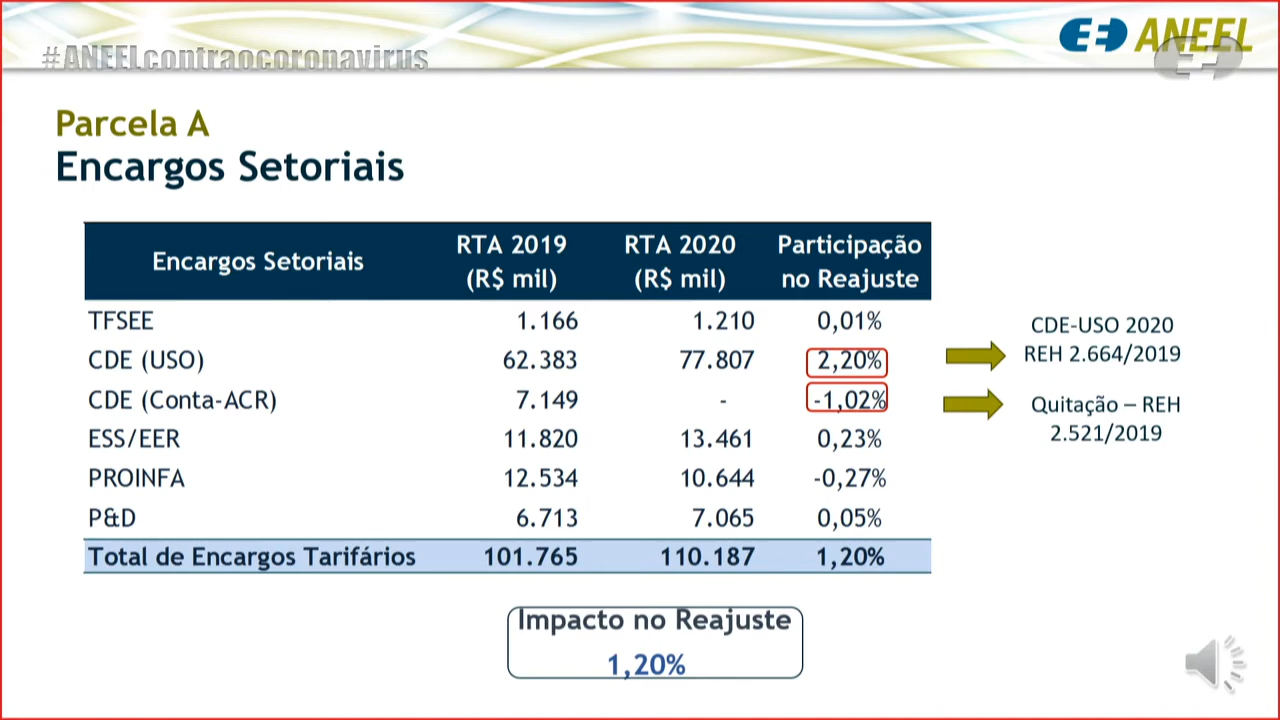 #ANEELcontraocoronavirus
ANEEL
Parcela A
Encargos Setoriais
Encargos Setoriais RTA 2019 (R$ mil) RTA 2020 (R$ mil) Participação no Reajuste
TFSEE 1.166 1.210 0,01%
CDE (USO) 62.383 77.807 2,20%
CDE (Conta-ACR) 7.149 - -1,02%
ESS/EER 11.820 13.461 0,23%
PROINFA 12.534 10.644 -0,27%
P&D 6.713 7.065 0,05%
Total de Encargos Tarifários 101.765 110.187 1,20%
CDE-USO 2020
REH 2.664/2019
Quitação – REH
2.521/2019
Impacto no Reajuste
1,20%